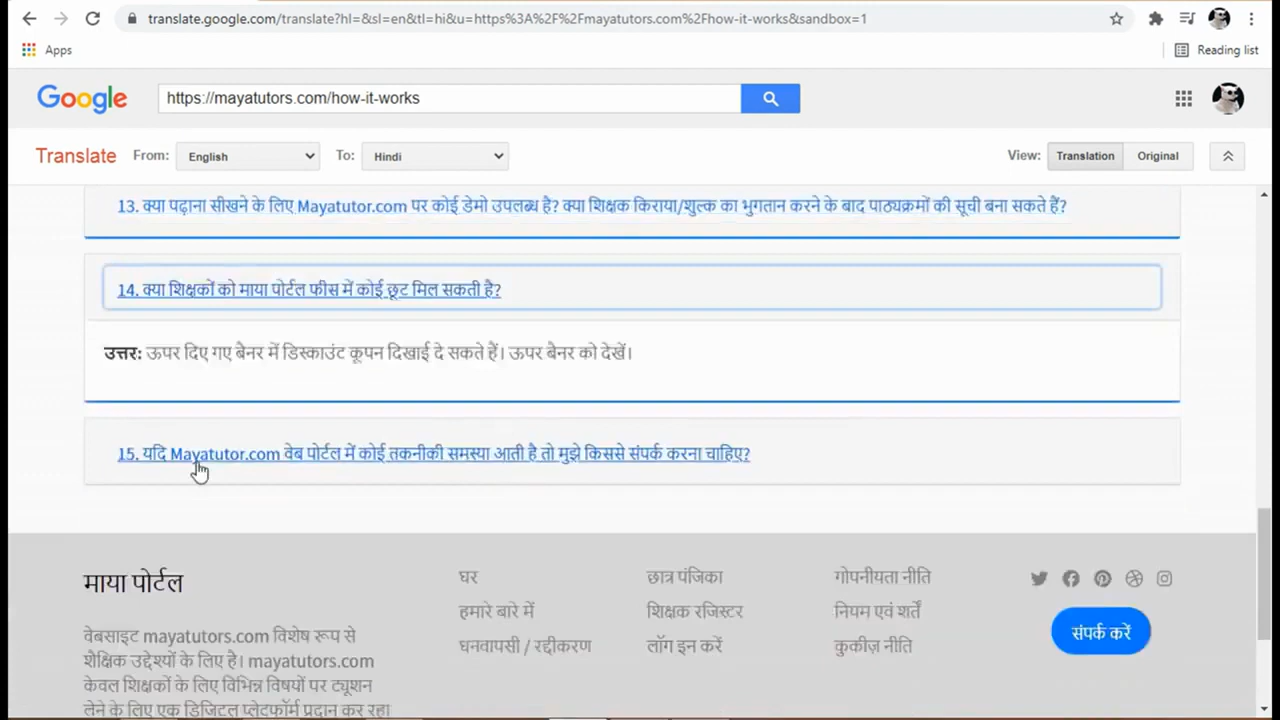 translate.google.com/translate?hl=&sl=en&tl=hi&u=https%3A%2F%2Fmayatutors.com%2Fhow-it-works&sandbox=1
Apps
Reading list
Google
https://mayatutors.com/how-it-works
Translate From: English To: Hindi View: Translation Original
13. क्या पढ़ाना सीखने के लिए Mayatutor.com पर कोई डेमो उपलब्ध है? क्या शिक्षक किराया/शुल्क का भुगतान करने के बाद पाठ्यक्रमों की सूची बना सकते हैं?
14. क्या शिक्षकों को माया पोर्टल फीस में कोई छूट मिल सकती है?
उत्तर: ऊपर दिए गए बैनर में डिस्काउंट कूपन दिखाई दे सकते हैं। ऊपर बैनर को देखें।
15. यदि Mayatutor.com वेब पोर्टल में कोई तकनीकी समस्या आती है तो मुझे किससे संपर्क करना चाहिए?
माया पोर्टल
वेबसाइट mayatutors.com विशेष रूप से
शैक्षिक उद्देश्यों के लिए है। mayatutors.com
केवल शिक्षकों के लिए विभिन्न विषयों पर ट्यूशन
लेने के लिए एक डिजिटल प्लेटफॉर्म प्रदान कर रहा
घर
हमारे बारे में
धनवापसी / रद्दीकरण
छात्र पंजिका
शिक्षक रजिस्टर
लॉग इन करें
गोपनीयता नीति
नियम एवं शर्तें
कुकीज़ नीति
संपर्क करें